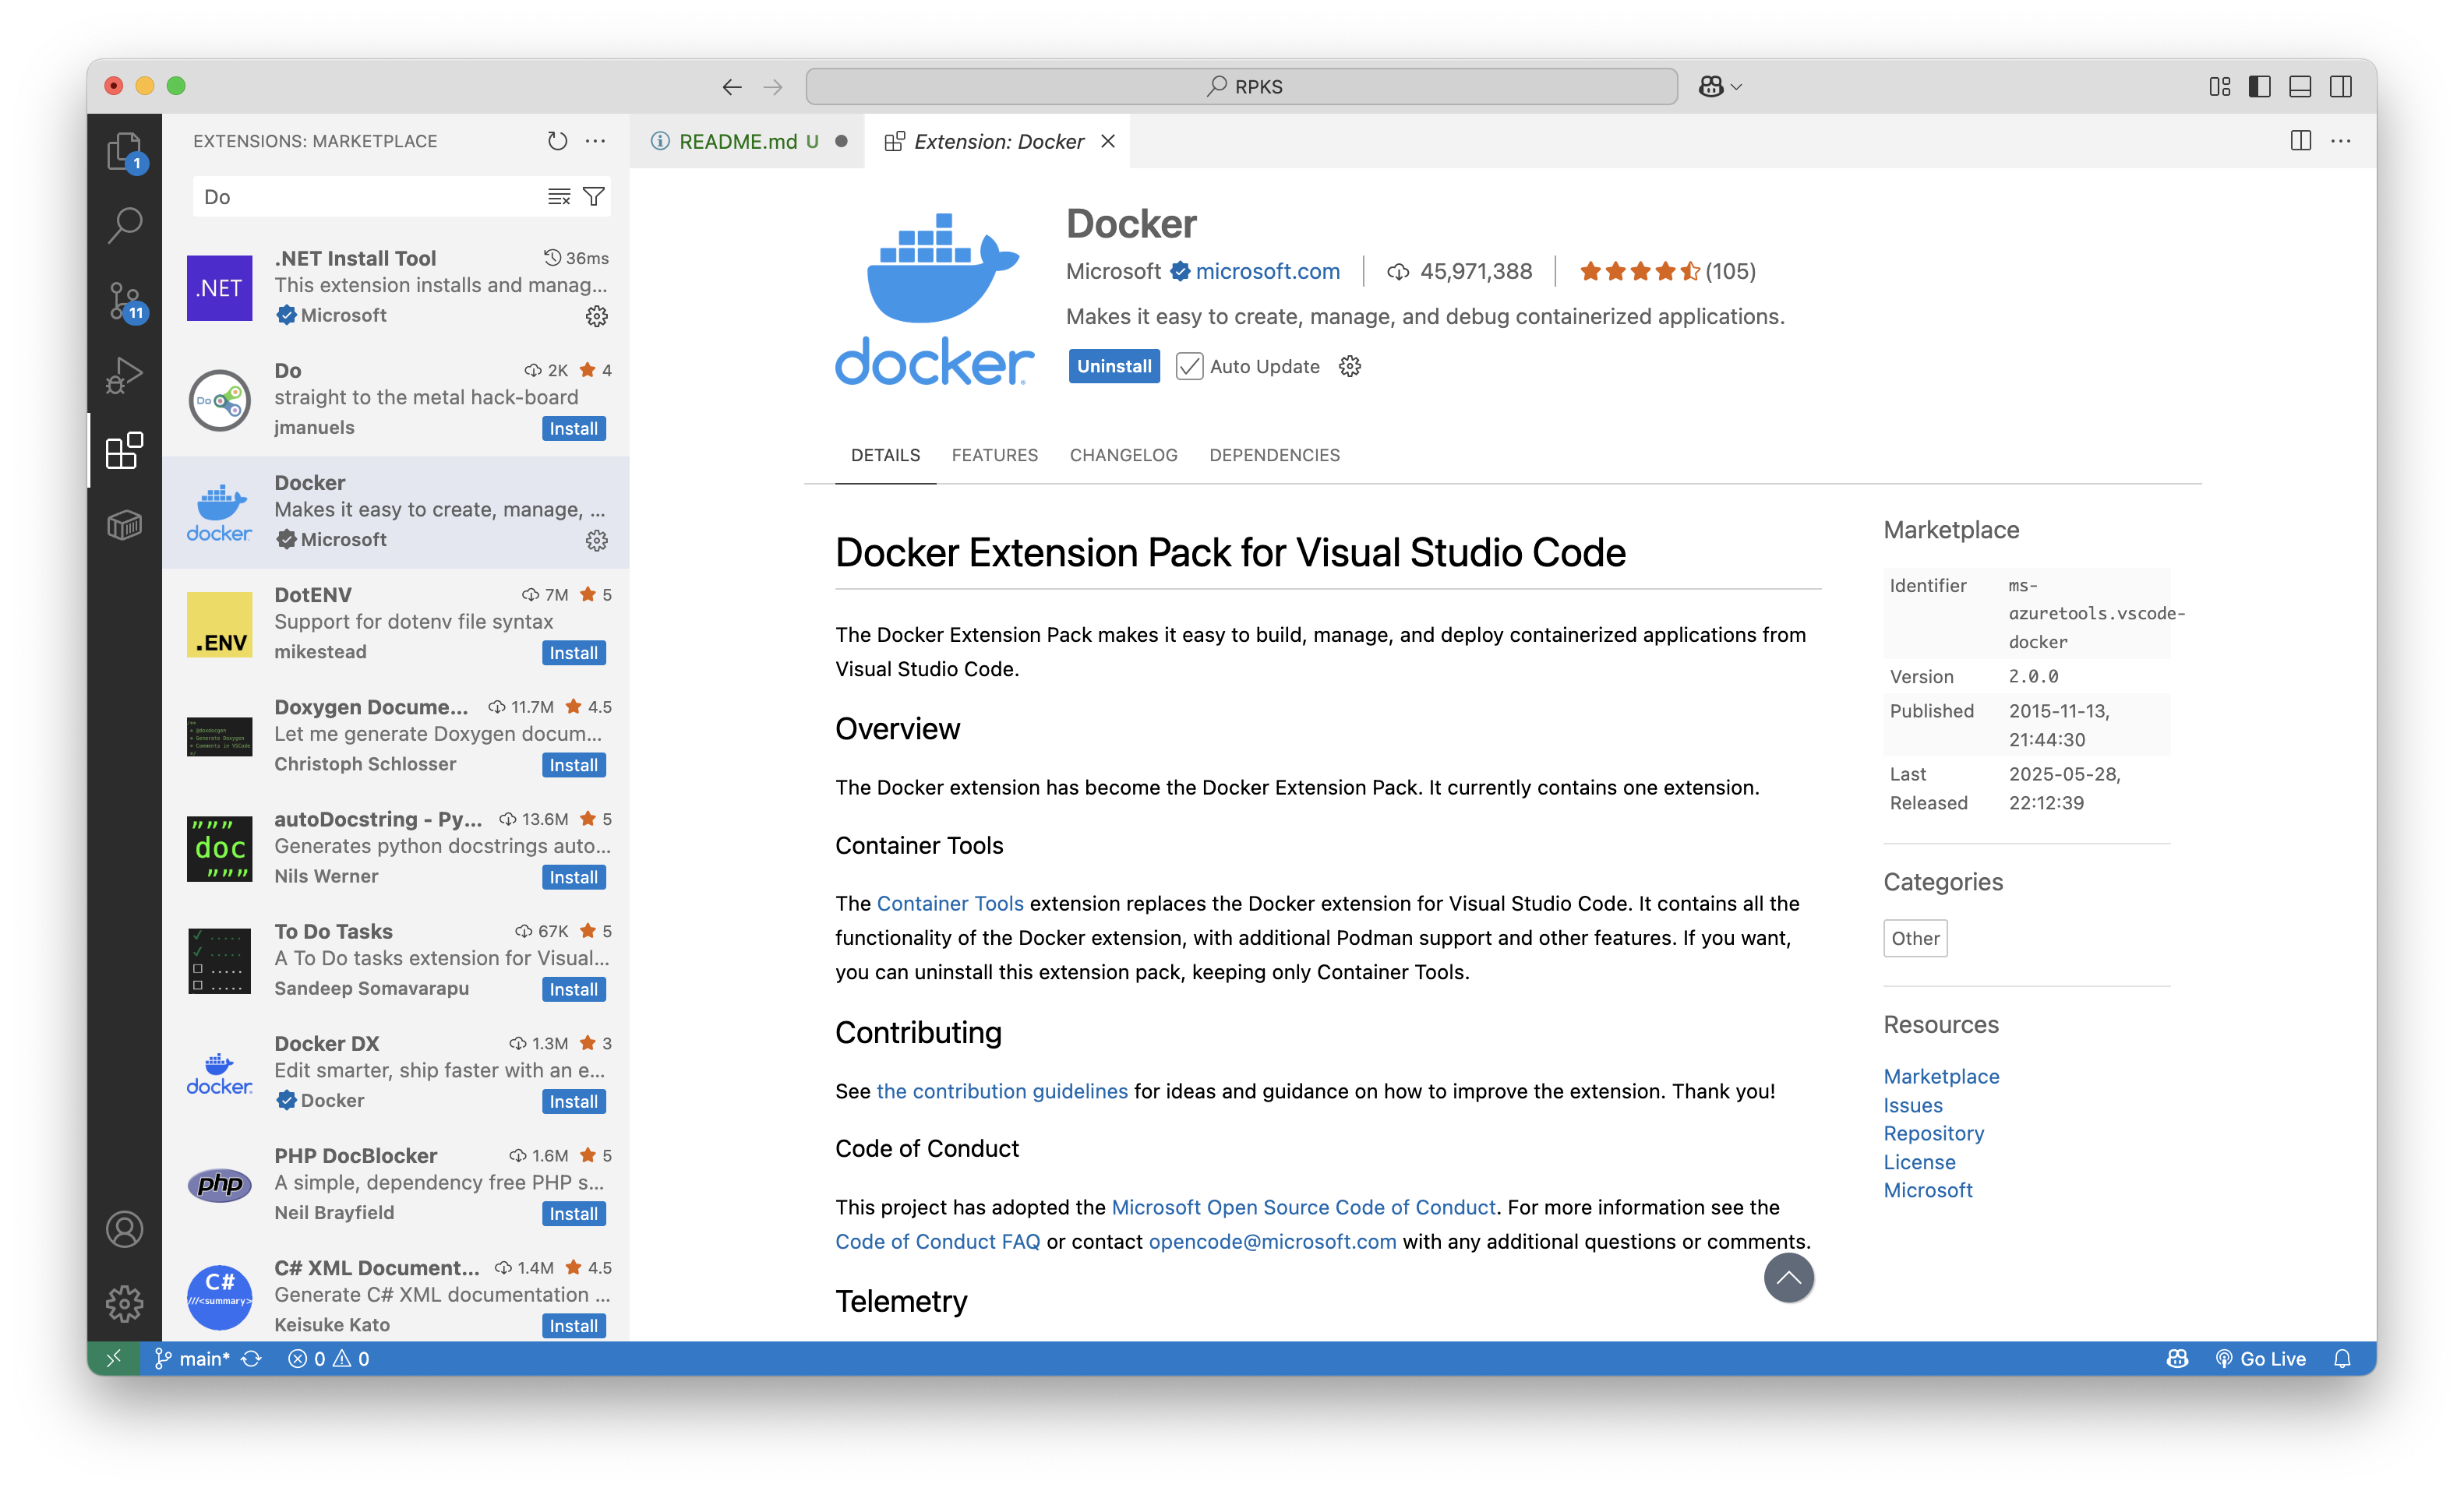 RPKS
EXTENSIONS: MARKETPLACE
Do
.NET
.NET Install Tool
36ms
This extension installs and manag...
Microsoft
Do
Do
2K
4
straight to the metal hack-board
jmanuels
Install
docker
Docker
Makes it easy to create, manage, ...
Microsoft
.ENV
DotENV
7M
5
Support for dotenv file syntax
mikestead
Install
Doxygen Docume...
11.7M
4.5
Let me generate Doxygen docum...
Christoph Schlosser
Install
"""
doc
"""
autoDocstring - Py...
13.6M
5
Generates python docstrings auto...
Nils Werner
Install
To Do Tasks
67K
5
A To Do tasks extension for Visual...
Sandeep Somavarapu
Install
docker
Docker DX
1.3M
3
Edit smarter, ship faster with an e...
Docker
Install
php
PHP DocBlocker
1.6M
5
A simple, dependency free PHP s...
Neil Brayfield
Install
C#
///<summary>
C# XML Document...
1.4M
4.5
Generate C# XML documentation ...
Keisuke Kato
Install
1
11
README.md U
Extension: Docker
docker
Docker
Microsoft microsoft.com 45,971,388 (105)
Makes it easy to create, manage, and debug containerized applications.
Uninstall Auto Update
DETAILS FEATURES CHANGELOG DEPENDENCIES
Docker Extension Pack for Visual Studio Code
The Docker Extension Pack makes it easy to build, manage, and deploy containerized applications from
Visual Studio Code.
Overview
The Docker extension has become the Docker Extension Pack. It currently contains one extension.
Container Tools
The Container Tools extension replaces the Docker extension for Visual Studio Code. It contains all the
functionality of the Docker extension, with additional Podman support and other features. If you want,
you can uninstall this extension pack, keeping only Container Tools.
Contributing
See the contribution guidelines for ideas and guidance on how to improve the extension. Thank you!
Code of Conduct
This project has adopted the Microsoft Open Source Code of Conduct. For more information see the
Code of Conduct FAQ or contact opencode@microsoft.com with any additional questions or comments.
Telemetry
Marketplace
Identifier ms-
azuretools.vscode-
docker
Version 2.0.0
Published 2015-11-13,
21:44:30
Last 2025-05-28,
Released 22:12:39
Categories
Other
Resources
Marketplace
Issues
Repository
License
Microsoft
main* 0 0
Go Live